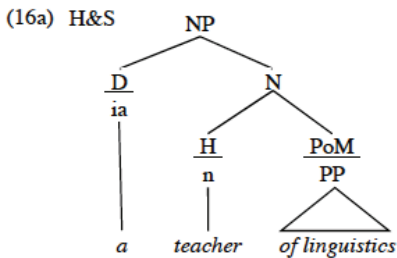 (16a) H&S NP
D N
ia
H PoM
n PP
a teacher of linguistics